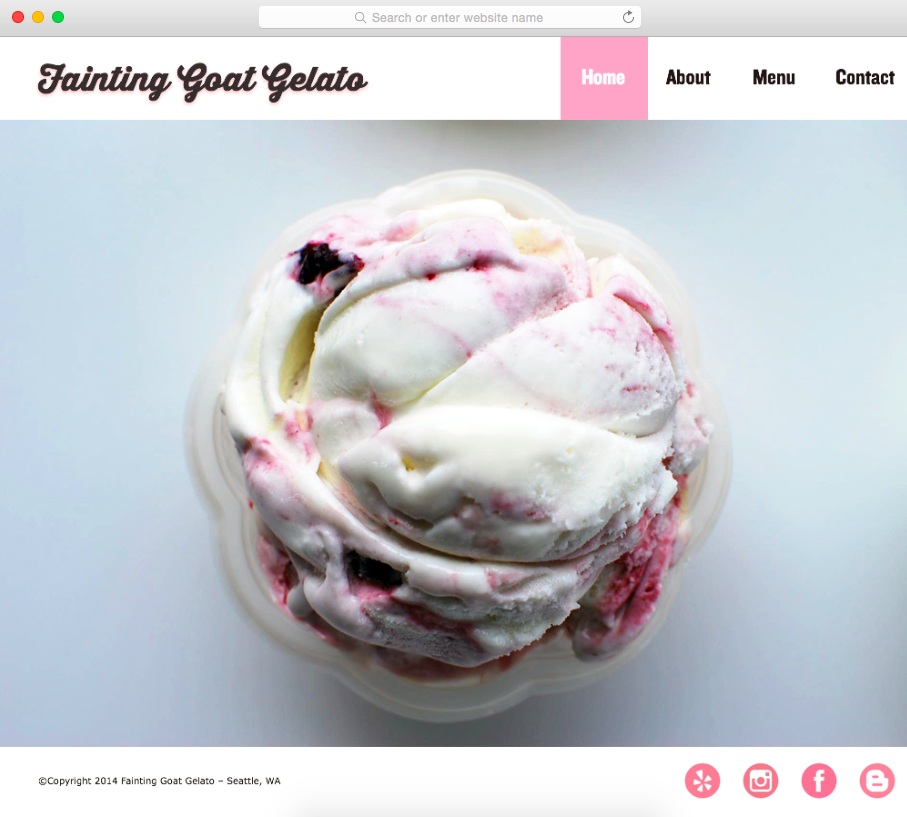 Search or enter website name
Fainting Goat Gelato
Home
About
Menu
Contact
©Copyright 2014 Fainting Goat Gelato – Seattle, WA